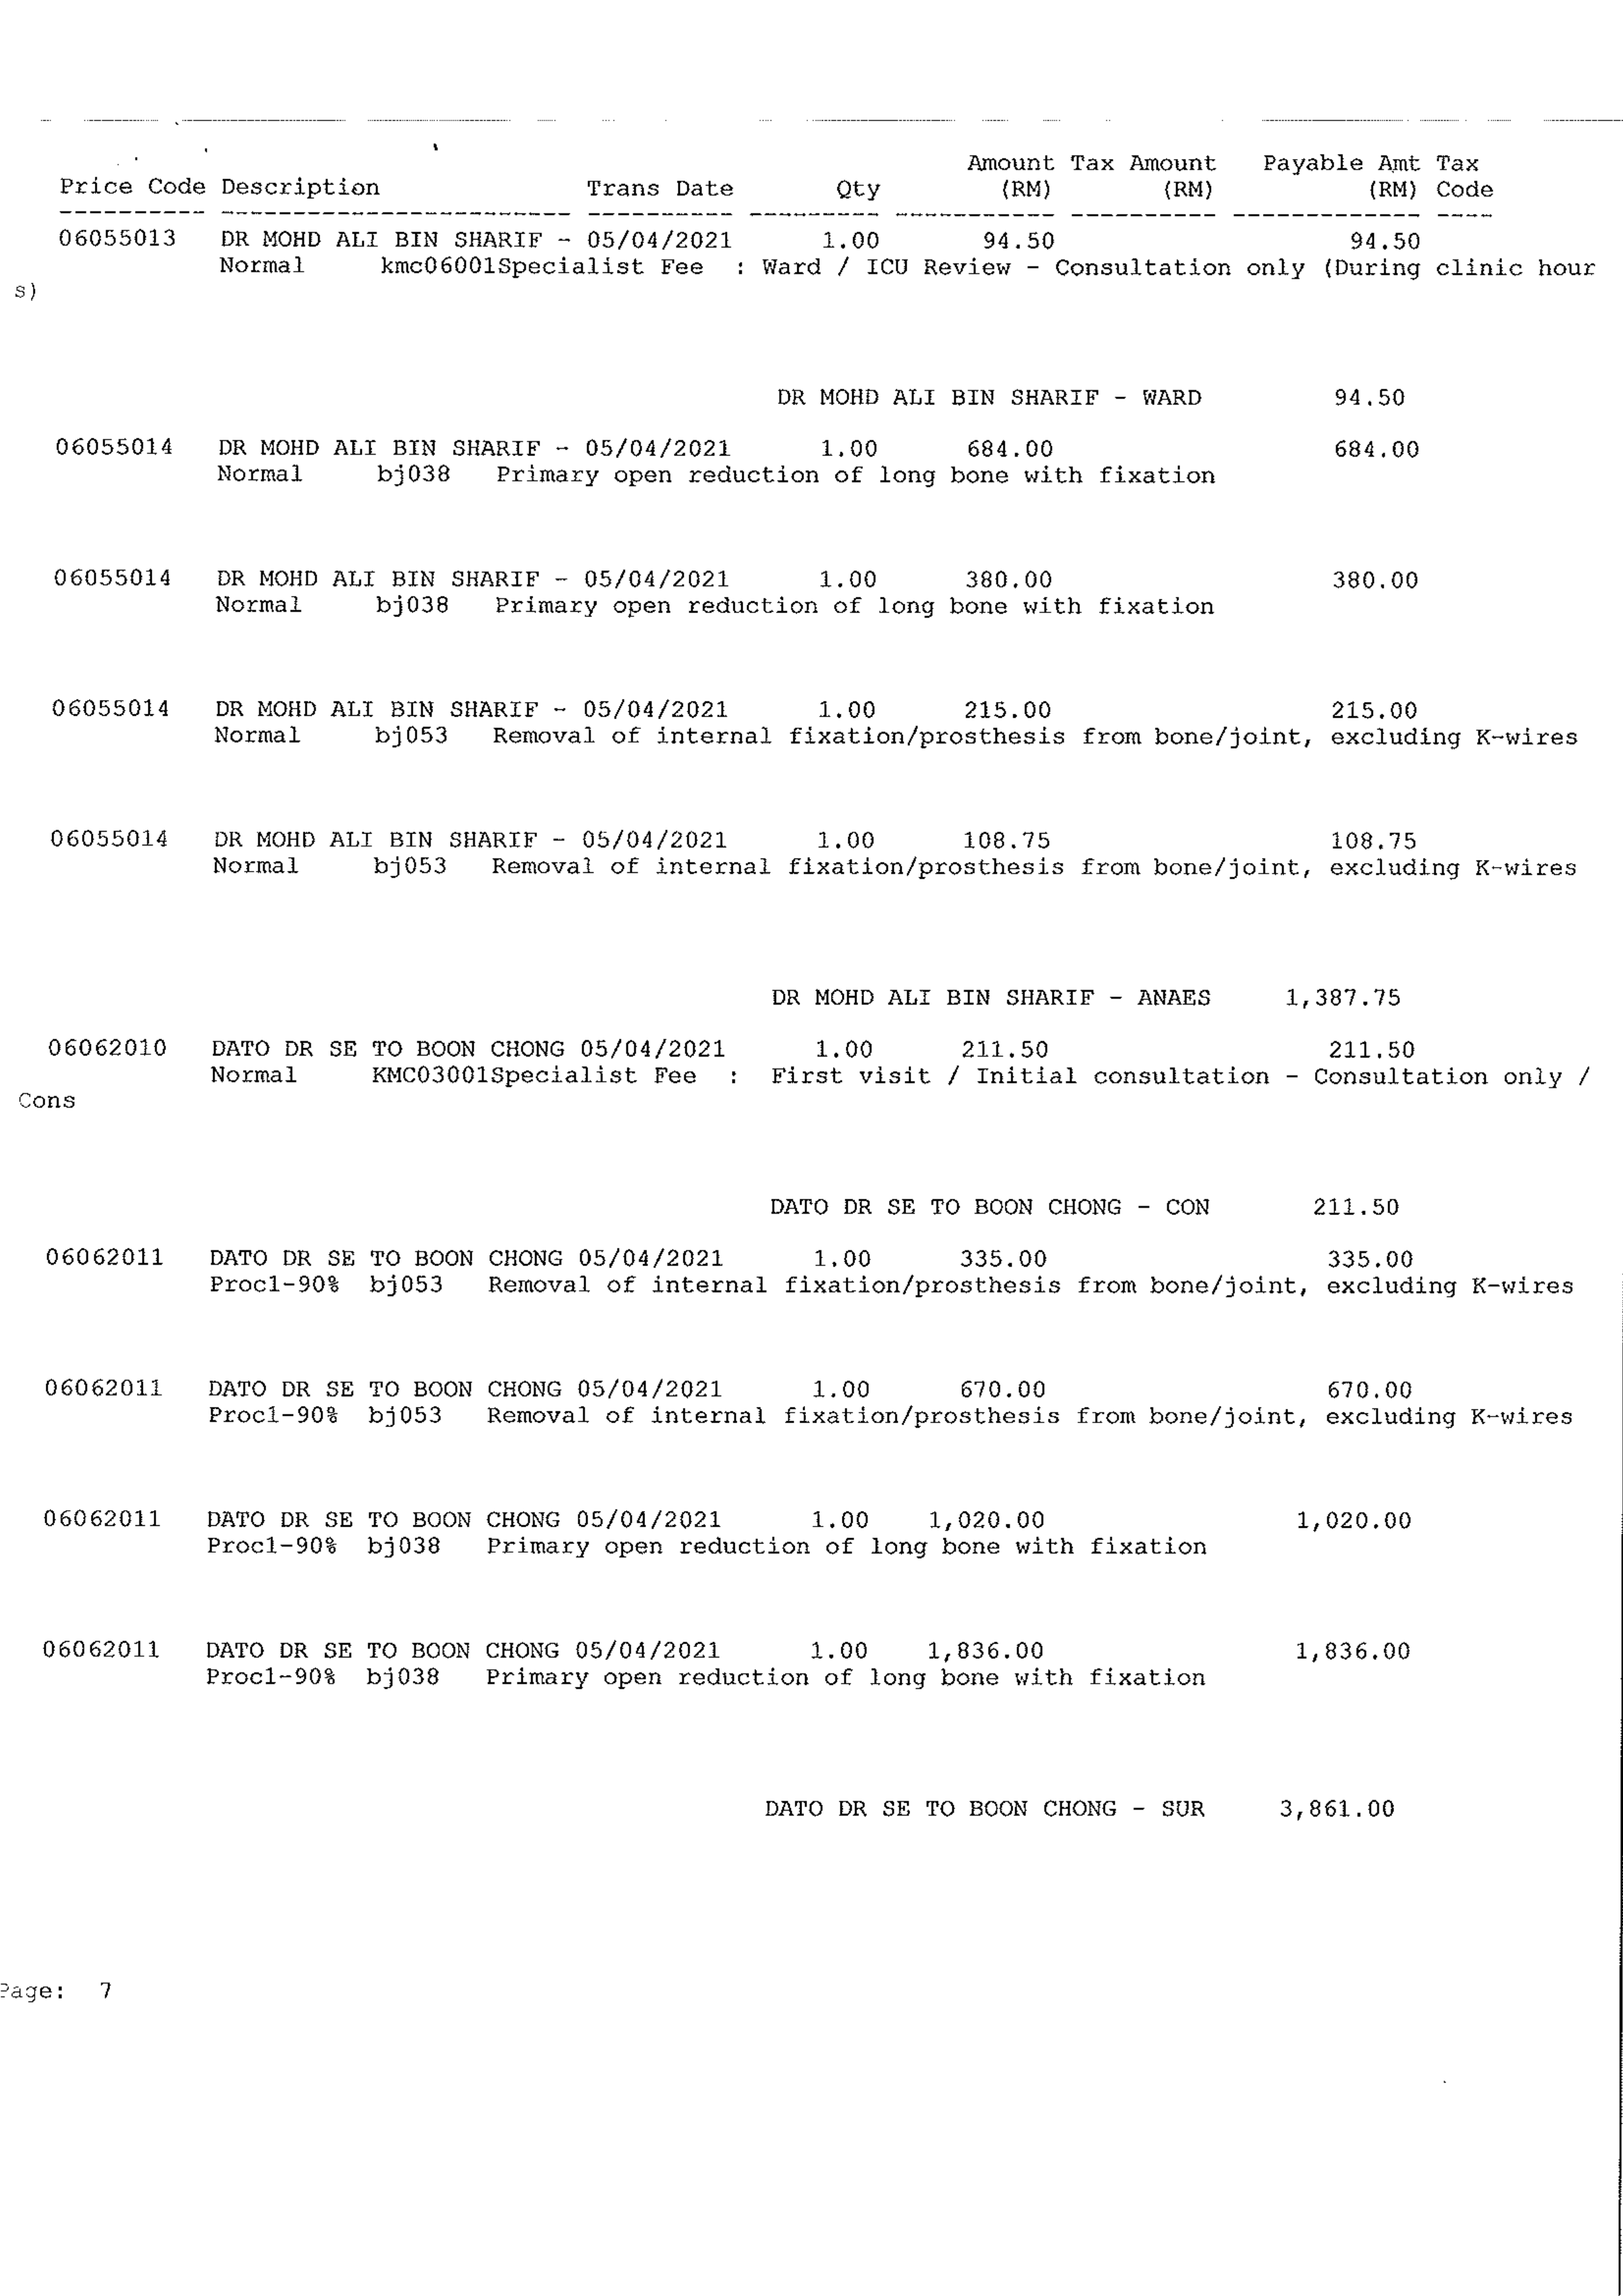 Amount Tax Amount Payable Amt Tax
Price Code Description Trans Date Qty (RM) (RM) (RM) Code
---------- ------------------------ ---------- --------- ----------- ---------- ------------- ----
06055013 DR MOHD ALI BIN SHARIF - 05/04/2021 1.00 94.50 94.50
Normal kmc06001Specialist Fee : Ward / ICU Review - Consultation only (During clinic hour
s)
DR MOHD ALI BIN SHARIF - WARD 94.50
06055014 DR MOHD ALI BIN SHARIF - 05/04/2021 1.00 684.00 684.00
Normal bj038 Primary open reduction of long bone with fixation
06055014 DR MOHD ALI BIN SHARIF - 05/04/2021 1.00 380.00 380.00
Normal bj038 Primary open reduction of long bone with fixation
06055014 DR MOHD ALI BIN SHARIF - 05/04/2021 1.00 215.00 215.00
Normal bj053 Removal of internal fixation/prosthesis from bone/joint, excluding K-wires
06055014 DR MOHD ALI BIN SHARIF - 05/04/2021 1.00 108.75 108.75
Normal bj053 Removal of internal fixation/prosthesis from bone/joint, excluding K-wires
DR MOHD ALI BIN SHARIF - ANAES 1,387.75
06062010 DATO DR SE TO BOON CHONG 05/04/2021 1.00 211.50 211.50
Normal KMC03001Specialist Fee : First visit / Initial consultation - Consultation only /
Cons
DATO DR SE TO BOON CHONG - CON 211.50
06062011 DATO DR SE TO BOON CHONG 05/04/2021 1.00 335.00 335.00
Proc1-90% bj053 Removal of internal fixation/prosthesis from bone/joint, excluding K-wires
06062011 DATO DR SE TO BOON CHONG 05/04/2021 1.00 670.00 670.00
Proc1-90% bj053 Removal of internal fixation/prosthesis from bone/joint, excluding K-wires
06062011 DATO DR SE TO BOON CHONG 05/04/2021 1.00 1,020.00 1,020.00
Proc1-90% bj038 Primary open reduction of long bone with fixation
06062011 DATO DR SE TO BOON CHONG 05/04/2021 1.00 1,836.00 1,836.00
Proc1-90% bj038 Primary open reduction of long bone with fixation
DATO DR SE TO BOON CHONG - SUR 3,861.00
Page: 7